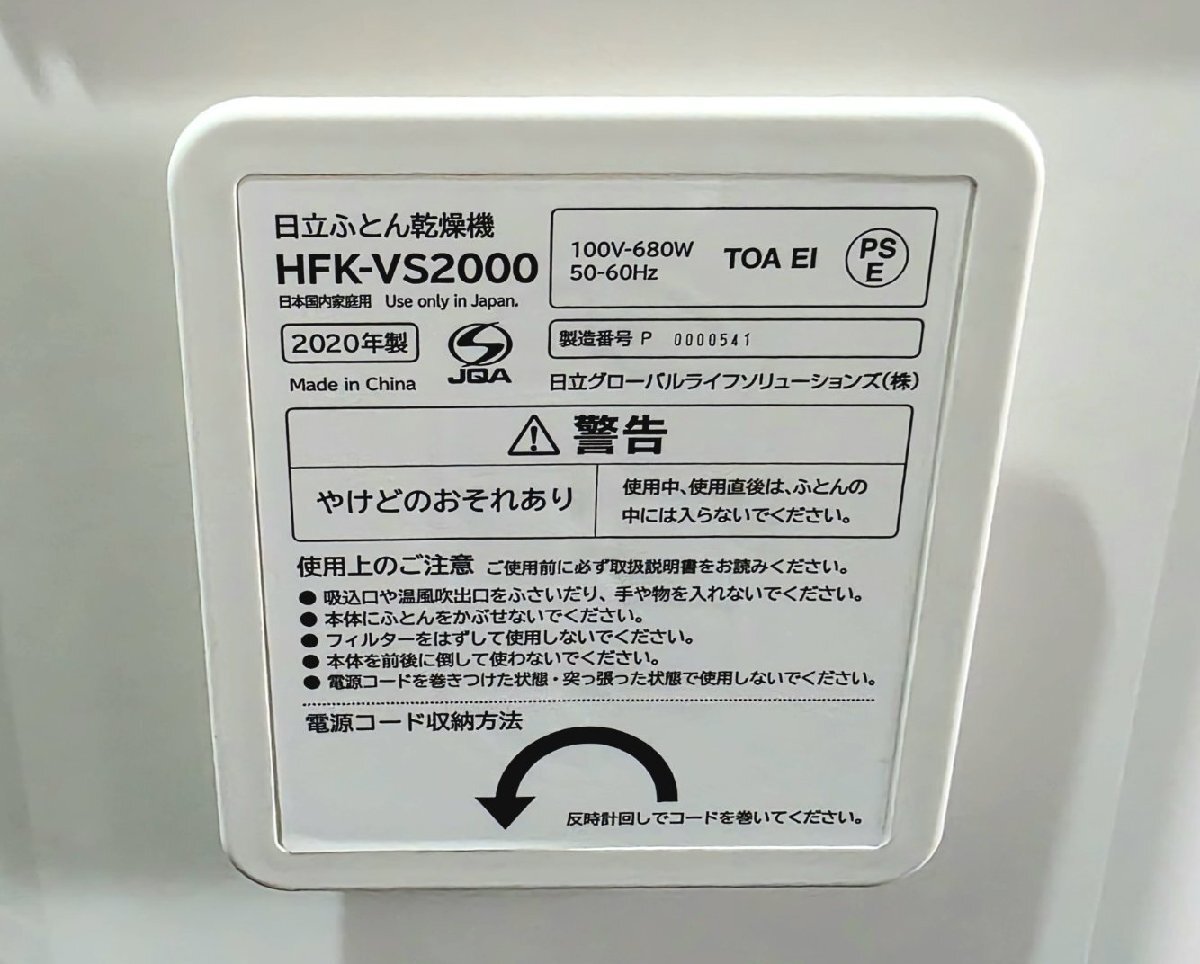 日立ふとん乾燥機
HFK-VS2000
日本国内家庭用 Use only in Japan.
100V-680W
50-60Hz
TOA EI
PS
E
2020年製
JQA
製造番号 P 0000541
Made in China
日立グローバルライフソリューションズ(株)
警告
やけどのおそれあり
使用中、使用直後は、ふとんの
中には入らないでください。
使用上のご注意 ご使用前に必ず取扱説明書をお読みください。
● 吸込口や温風吹出口をふさいだり、手や物を入れないでください。
● 本体にふとんをかぶせないでください。
● フィルターをはずして使用しないでください。
● 本体を前後に倒して使わないでください。
● 電源コードを巻きつけた状態・突っ張った状態で使用しないでください。
電源コード収納方法
反時計回しでコードを巻いてください。